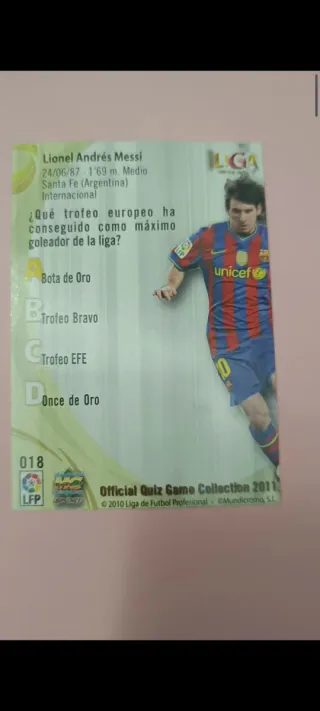 Lionel Andrés Messi
24/06/87 - 1'69 m. Medio
Santa Fe (Argentina)
Internacional
LIGA
¿Qué trofeo europeo ha
conseguido como máximo
goleador de la liga?
A Bota de Oro
B Trofeo Bravo
C Trofeo EFE
D Once de Oro
unicef
10
018
LFP
Official Quiz Game Collection 2011
© 2010 Liga de Futbol Profesional - ©Mundicromo, S.L.